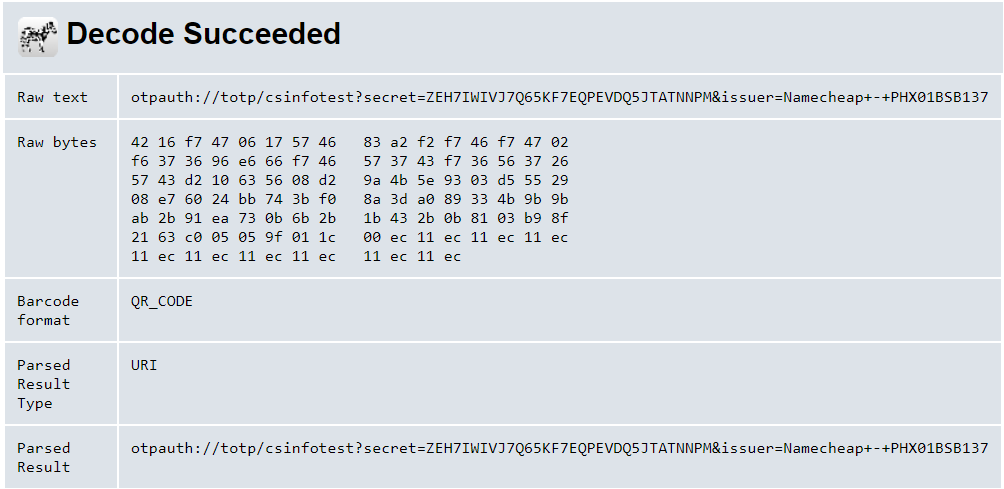 Decode Succeeded
Raw text otpauth://totp/csinfotest?secret=ZEH7IWIVJ7Q65KF7EQPEVDQ5JTATNNPM&issuer=Namecheap+-+PHX01BSB137
Raw bytes 42 16 f7 47 06 17 57 46 83 a2 f2 f7 46 f7 47 02
f6 37 36 96 e6 66 f7 46 57 37 43 f7 36 56 37 26
57 43 d2 10 63 56 08 d2 9a 4b 5e 93 03 d5 55 29
08 e7 60 24 bb 74 3b f0 8a 3d a0 89 33 4b 9b 9b
ab 2b 91 ea 73 0b 6b 2b 1b 43 2b 0b 81 03 b9 8f
21 63 c0 05 05 9f 01 1c 00 ec 11 ec 11 ec 11 ec
11 ec 11 ec 11 ec 11 ec 11 ec 11 ec
Barcode QR_CODE
format
Parsed URI
Result
Type
Parsed otpauth://totp/csinfotest?secret=ZEH7IWIVJ7Q65KF7EQPEVDQ5JTATNNPM&issuer=Namecheap+-+PHX01BSB137
Result